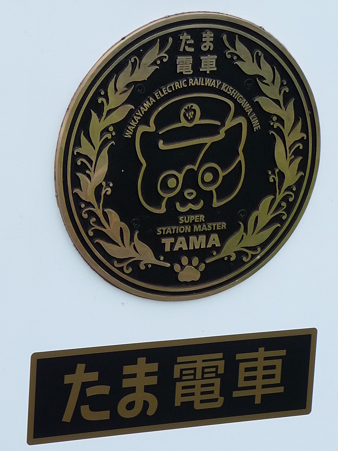 たま
電車
WAKAYAMA ELECTRIC RAILWAY KISHIGAWA LINE
SUPER
STATION MASTER
TAMA
たま電車